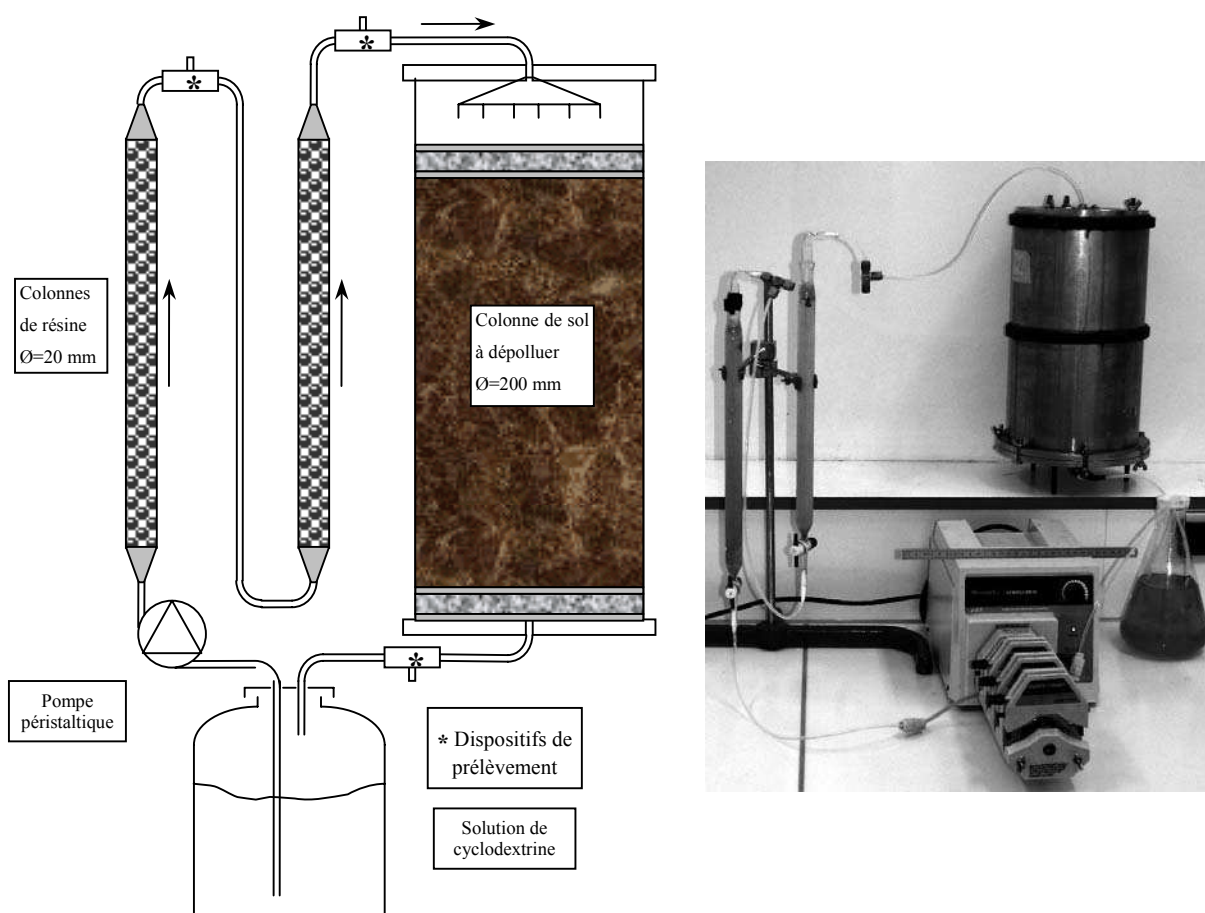 Colonnes
de résine
Ø=20 mm
Colonne de sol
à dépolluer
Ø=200 mm
Pompe
péristaltique
* Dispositifs de
prélèvement
Solution de
cyclodextrine